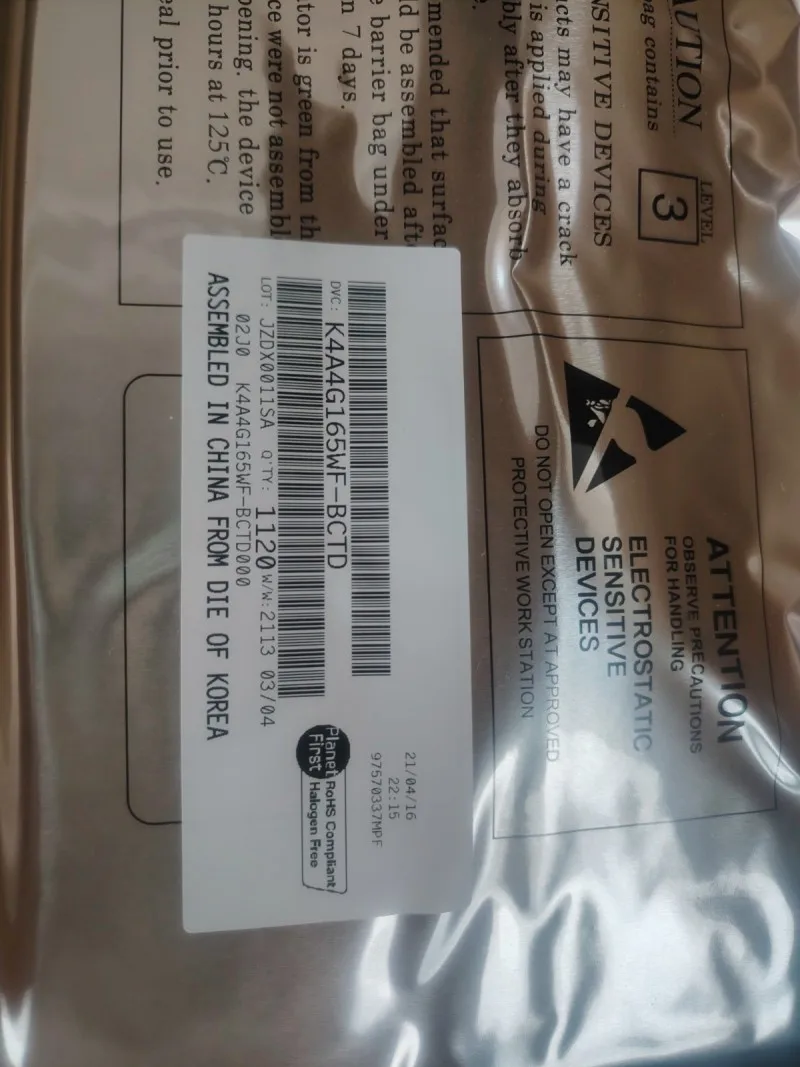 AUTION
ag contains
LEVEL
3
NSITIVE DEVICES
cts may have a crack
is applied during
bly after they absorb
e.
mended that surfac
ld be assembled aft
e barrier bag under
n 7 days.
tor is green from th
ce were not assembl
pening. the device
hours at 125℃.
eal prior to use.
ATTENTION
OBSERVE PRECAUTIONS
FOR HANDLING
ELECTROSTATIC
SENSITIVE
DEVICES
DO NOT OPEN EXCEPT AT APPROVED
PROTECTIVE WORK STATION
21/04/16
22:15
97570337MPF
DVC: K4A4G165WF-BCTD
LOT: JZDX0011SA Q'TY: 1120 W/W: 2113 03/04
02J0 K4A4G165WF-BCTD000
ASSEMBLED IN CHINA FROM DIE OF KOREA
Planet First
RoHS Compliant
Halogen Free